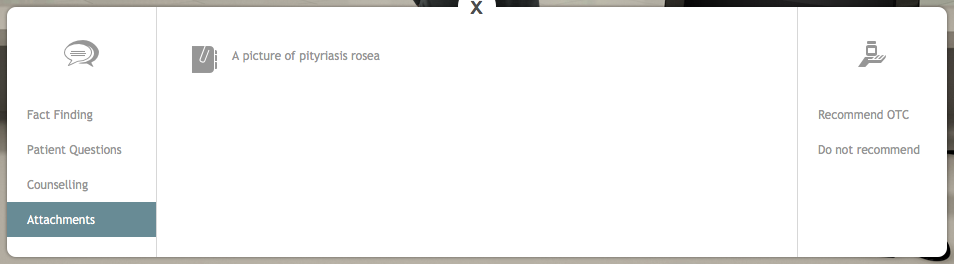 X
Fact Finding
Patient Questions
Counselling
Attachments
A picture of pityriasis rosea
Recommend OTC
Do not recommend